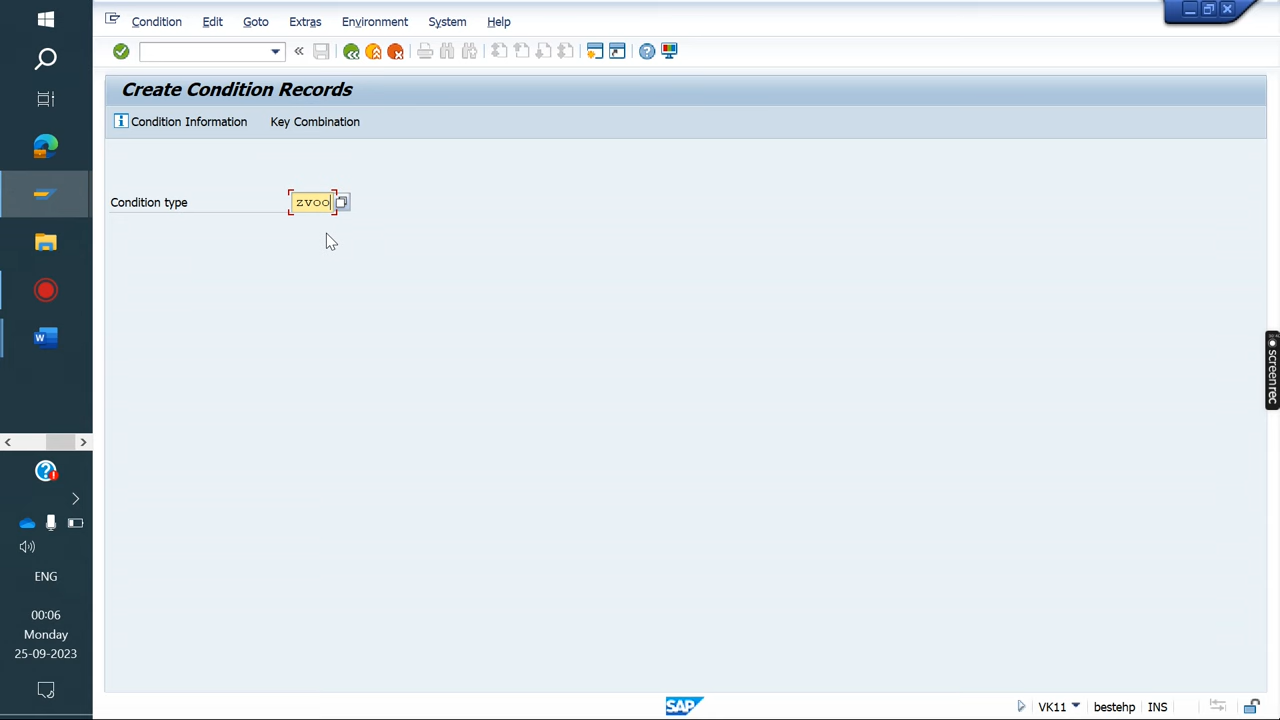 Condition Edit Goto Extras Environment System Help
Create Condition Records
Condition Information Key Combination
Condition type zvoo
screenrec
W
ENG
00:06
Monday
25-09-2023
SAP VK11 bestehp INS